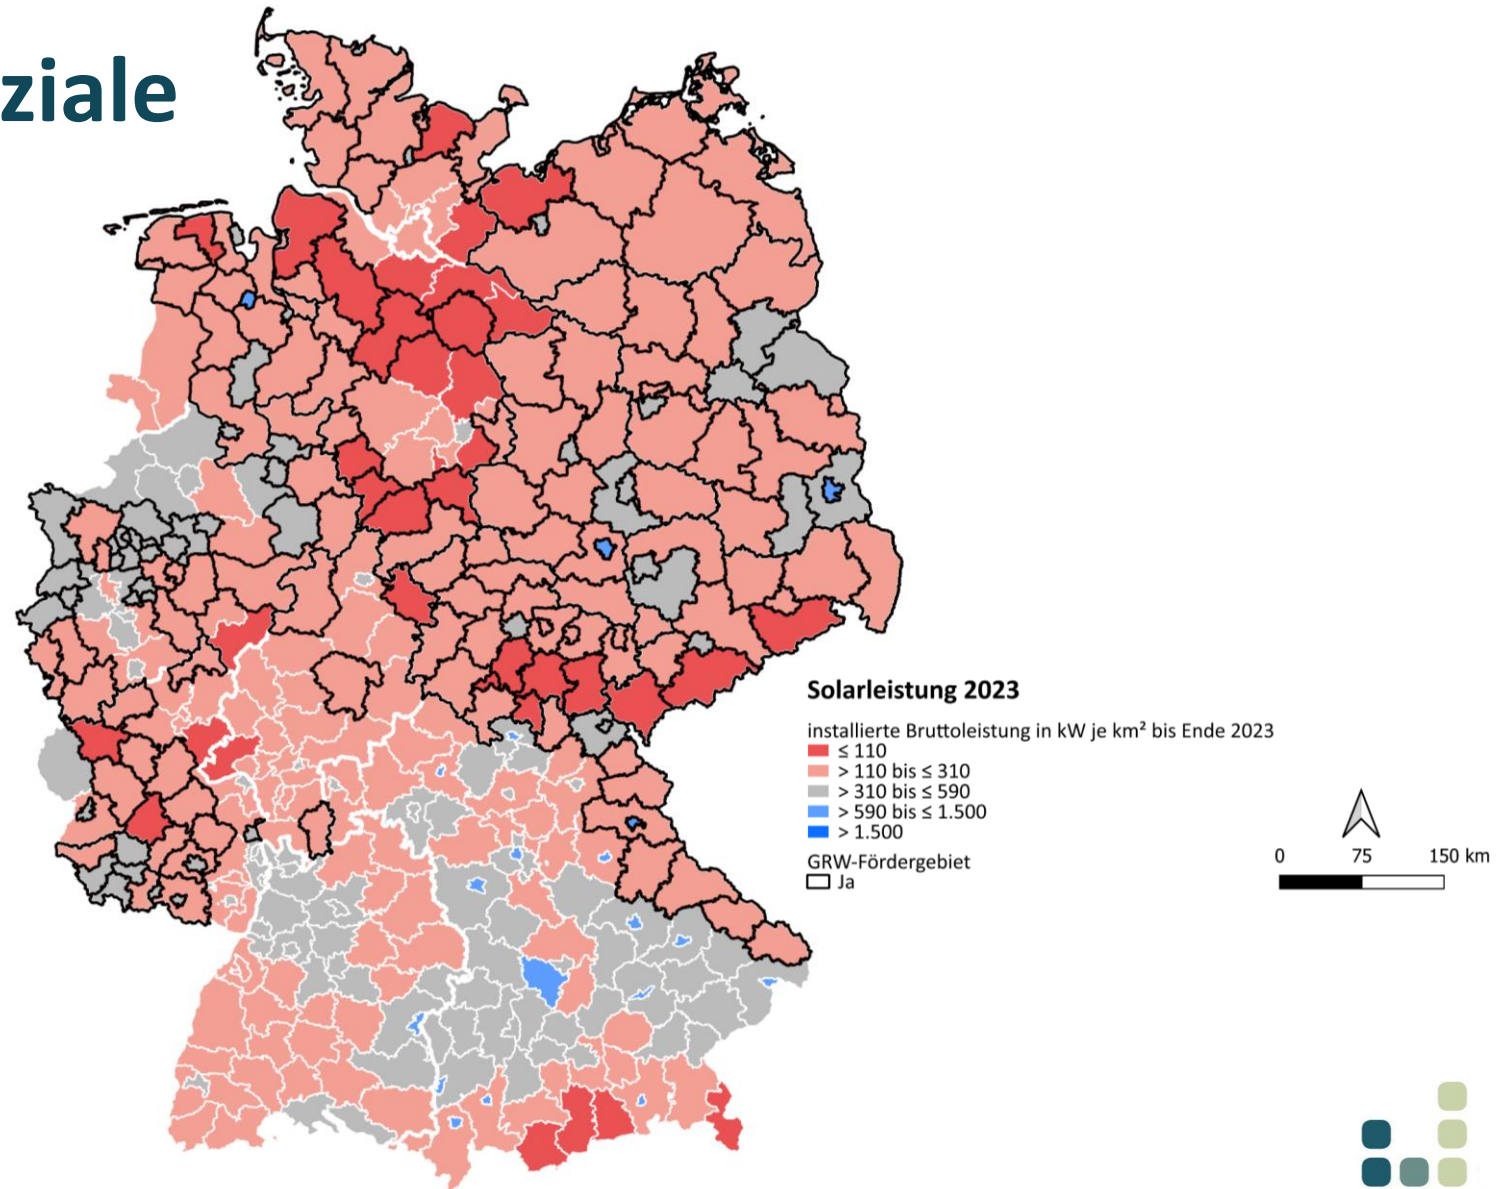 ziale
Solarleistung 2023
installierte Bruttoleistung in kW je km² bis Ende 2023
≤ 110
> 110 bis ≤ 310
> 310 bis ≤ 590
> 590 bis ≤ 1.500
> 1.500
GRW-Fördergebiet
Ja
0 75 150 km